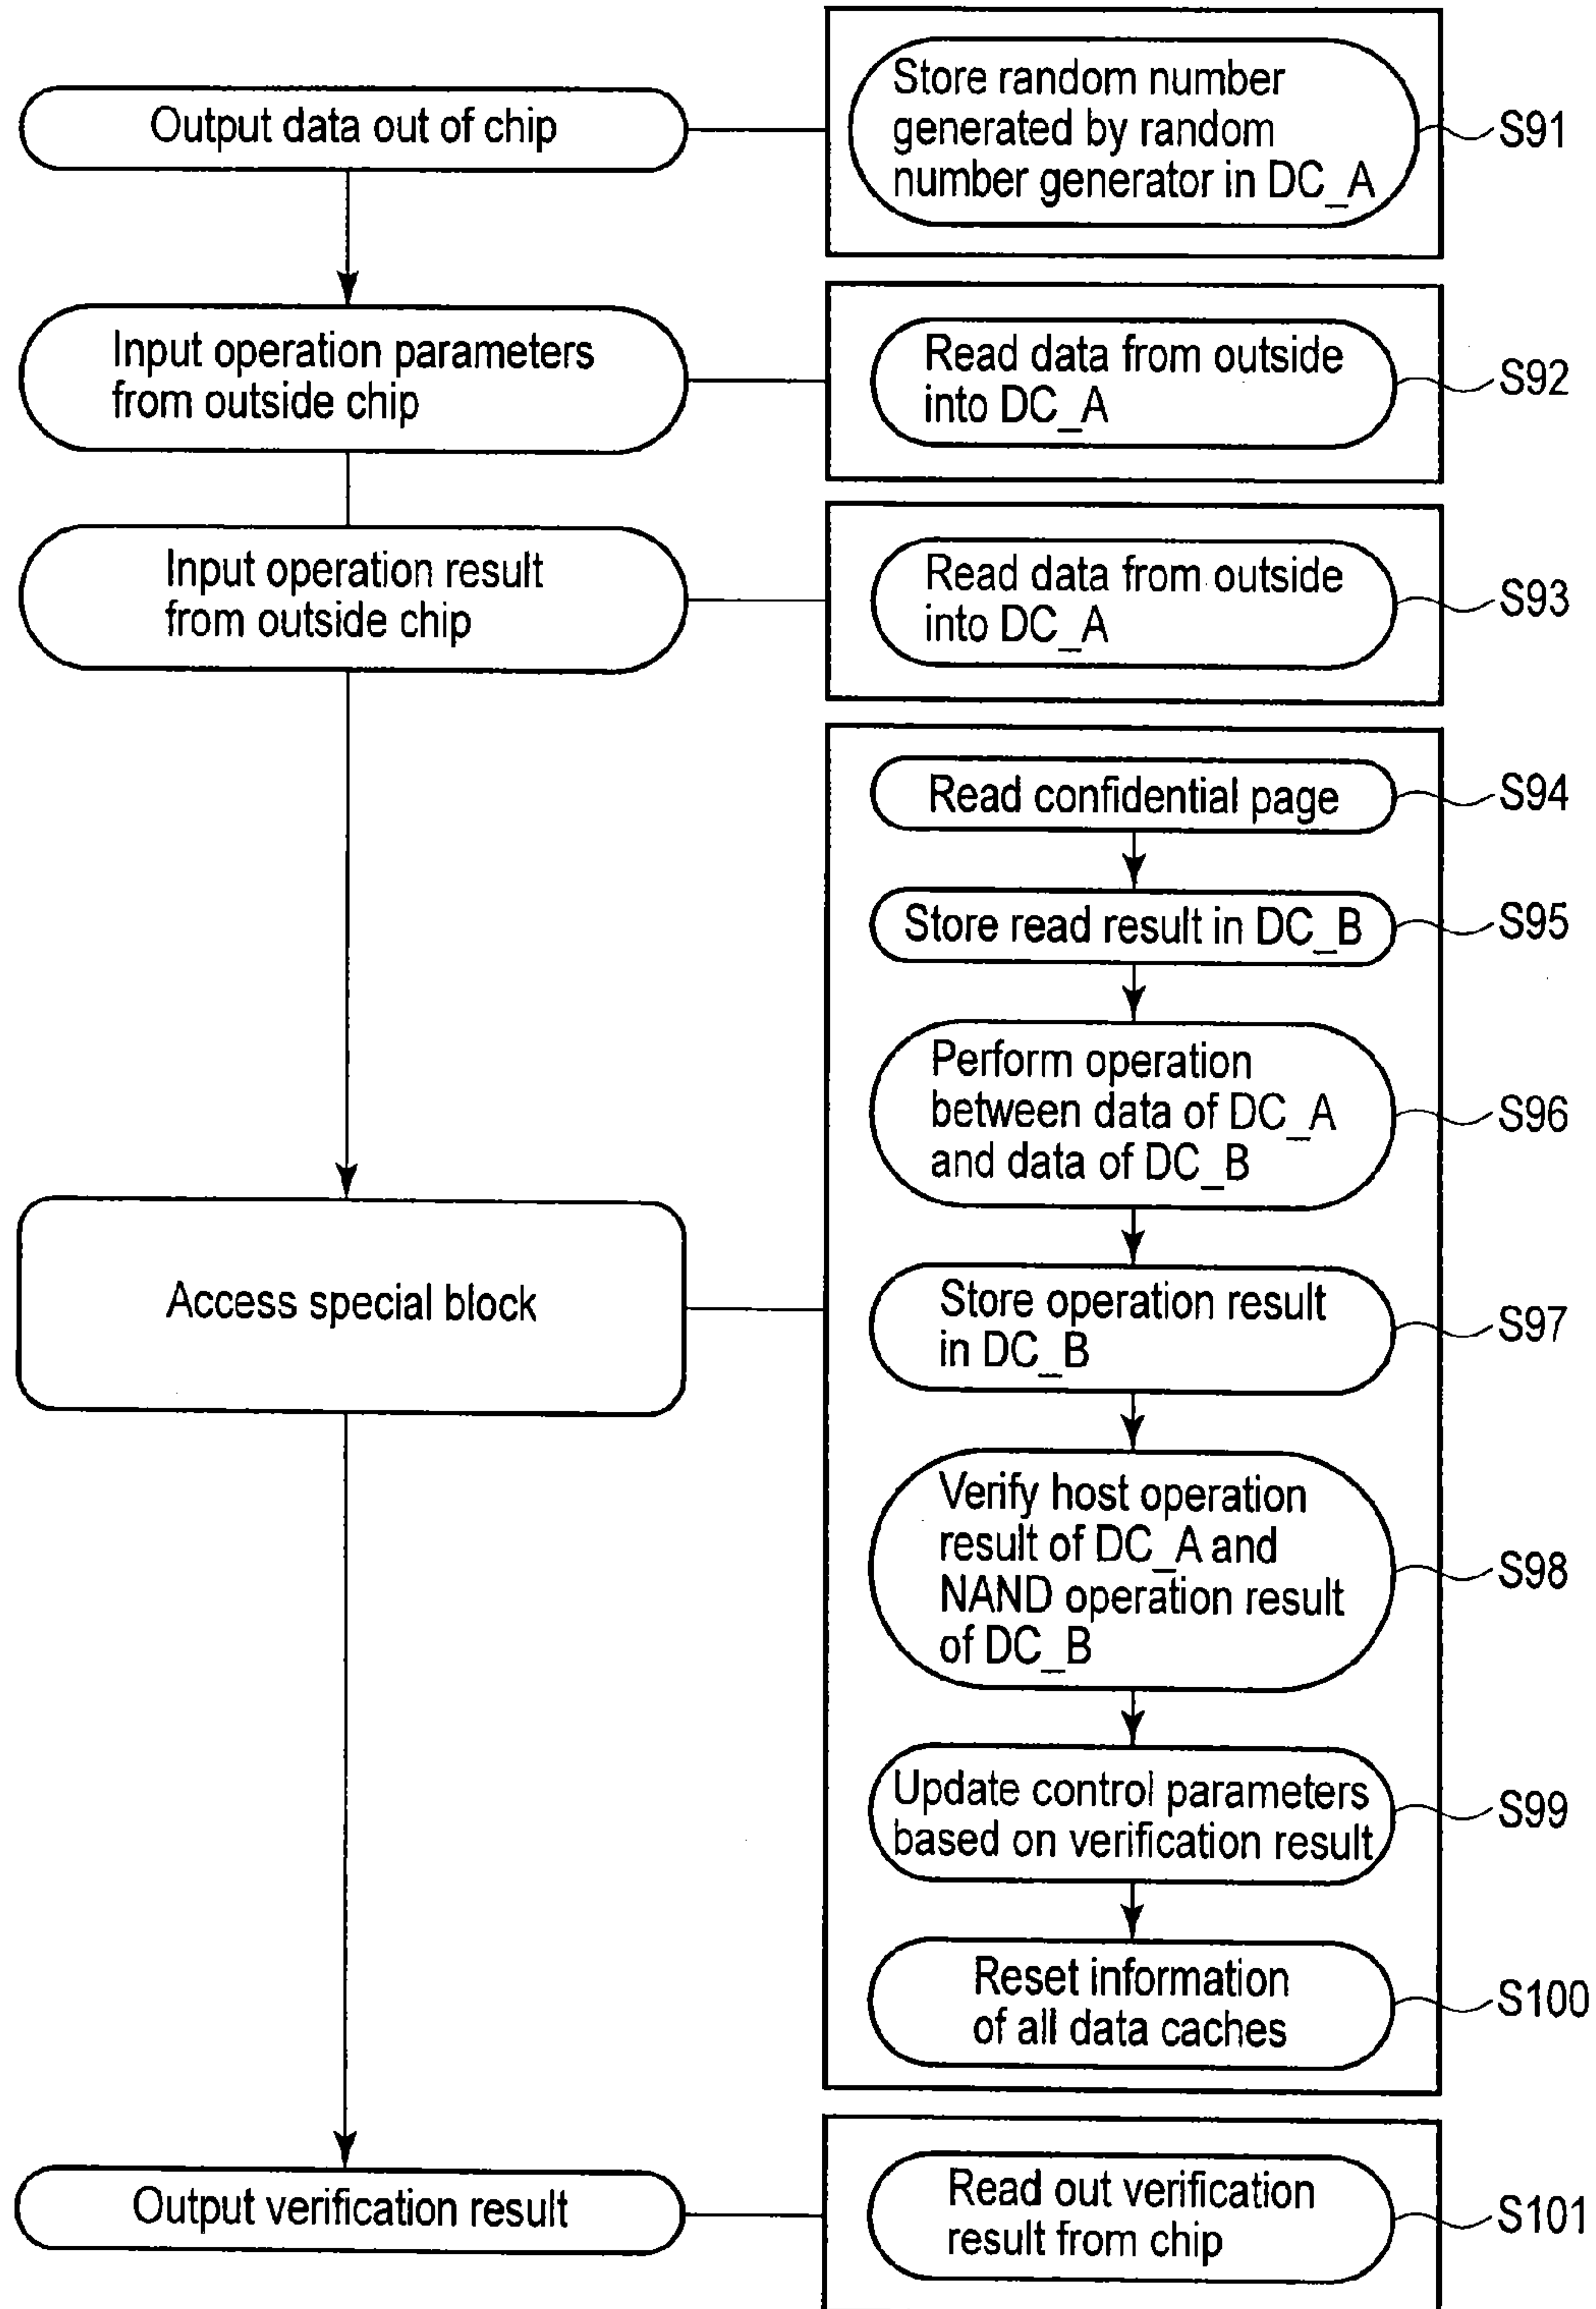 Output data out of chip
Store random number
generated by random
number generator in DC_A
S91
Input operation parameters
from outside chip
Read data from outside
into DC_A
S92
Input operation result
from outside chip
Read data from outside
into DC_A
S93
Read confidential page
S94
Store read result in DC_B
S95
Perform operation
between data of DC_A
and data of DC_B
S96
Access special block
Store operation result
in DC_B
S97
Verify host operation
result of DC_A and
NAND operation result
of DC_B
S98
Update control parameters
based on verification result
S99
Reset information
of all data caches
S100
Output verification result
Read out verification
result from chip
S101